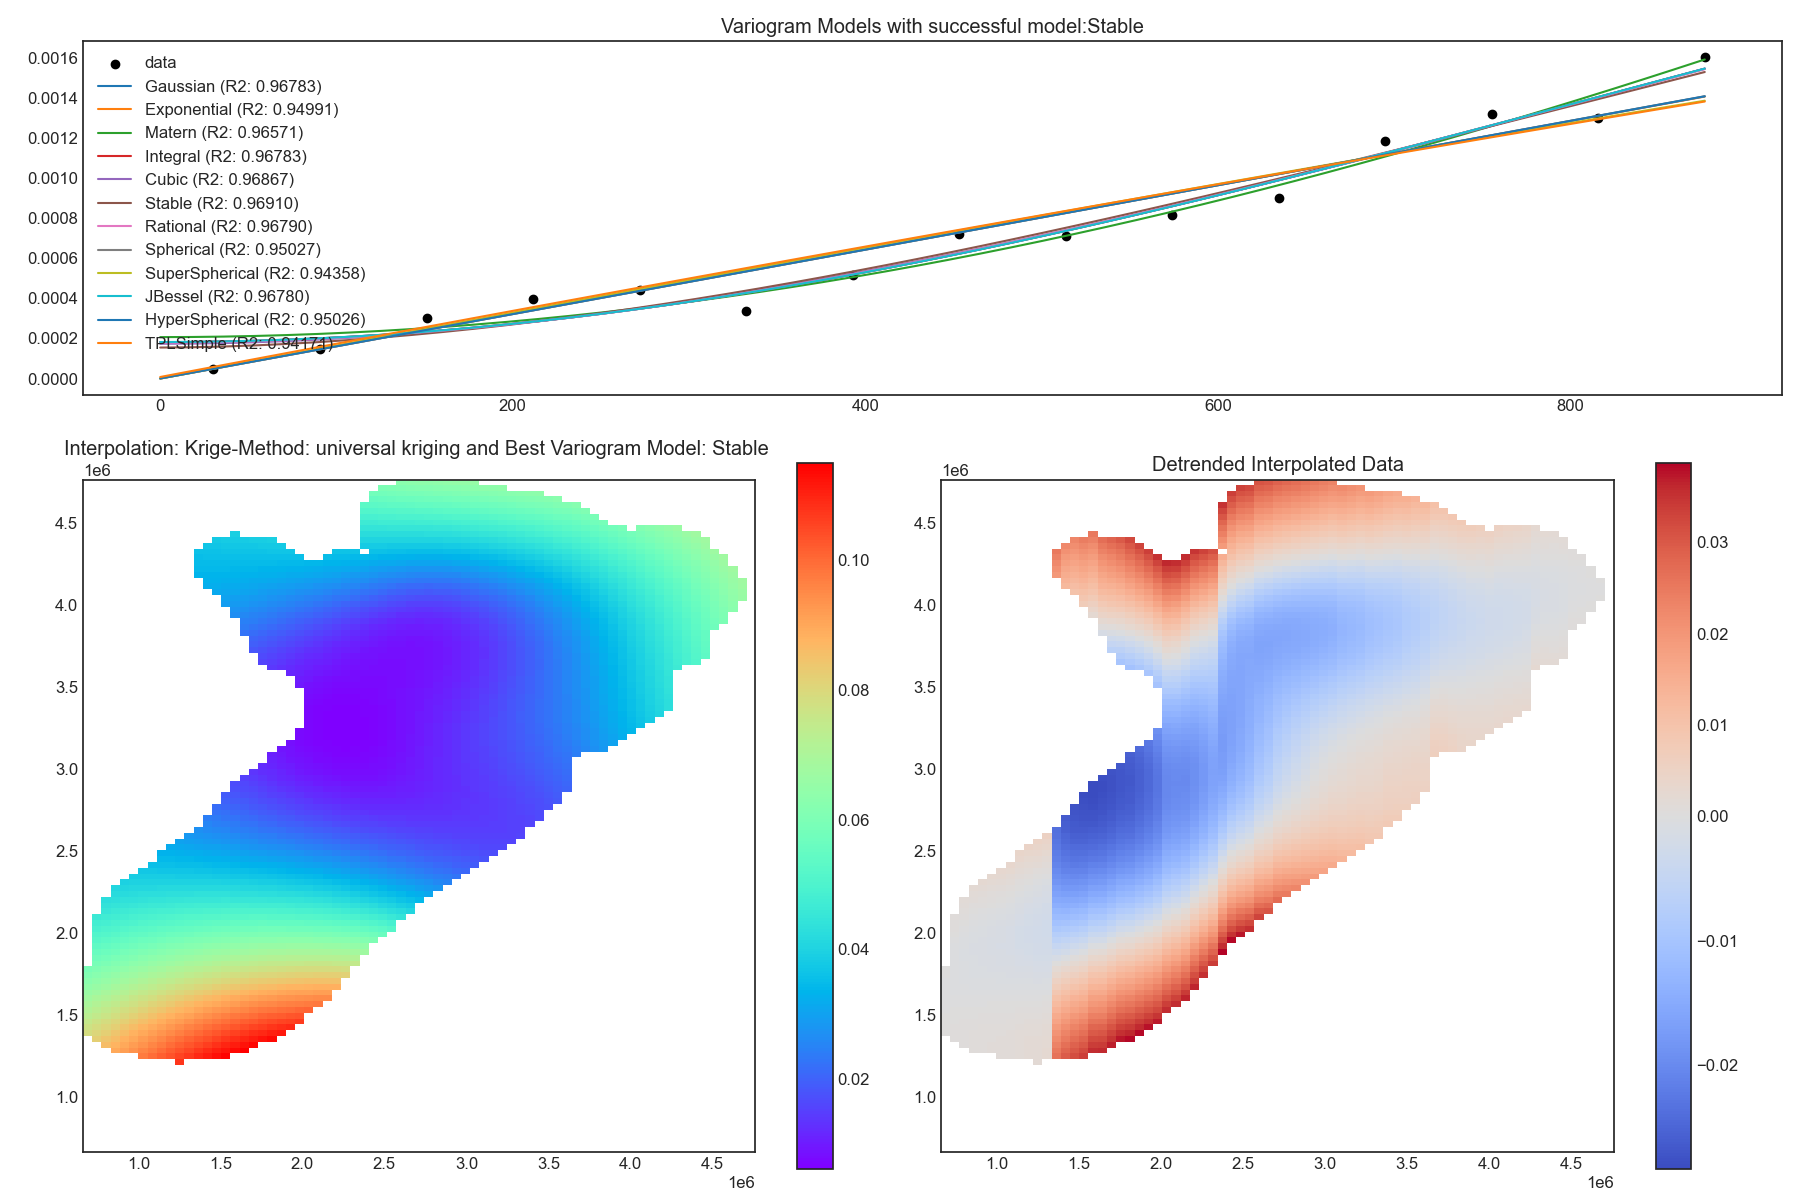 Variogram Models with successful model:Stable
0.0016
0.0014
0.0012
0.0010
0.0008
0.0006
0.0004
0.0002
0.0000
data
Gaussian (R2: 0.96783)
Exponential (R2: 0.94991)
Matern (R2: 0.96571)
Integral (R2: 0.96783)
Cubic (R2: 0.96867)
Stable (R2: 0.96910)
Rational (R2: 0.96790)
Spherical (R2: 0.95027)
SuperSpherical (R2: 0.94358)
JBessel (R2: 0.96780)
HyperSpherical (R2: 0.95026)
TPLSimple (R2: 0.94171)
0 200 400 600 800
Interpolation: Krige-Method: universal kriging and Best Variogram Model: Stable
1e6
4.5
4.0
3.5
3.0
2.5
2.0
1.5
1.0
1.0 1.5 2.0 2.5 3.0 3.5 4.0 4.5
1e6
0.10
0.08
0.06
0.04
0.02
Detrended Interpolated Data
1e6
4.5
4.0
3.5
3.0
2.5
2.0
1.5
1.0
1.0 1.5 2.0 2.5 3.0 3.5 4.0 4.5
1e6
0.03
0.02
0.01
0.00
−0.01
−0.02